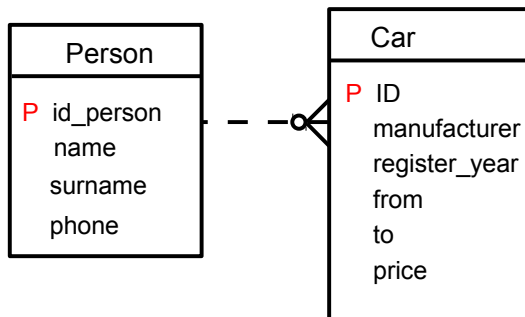 Person
P id_person
name
surname
phone
Car
P ID
manufacturer
register_year
from
to
price